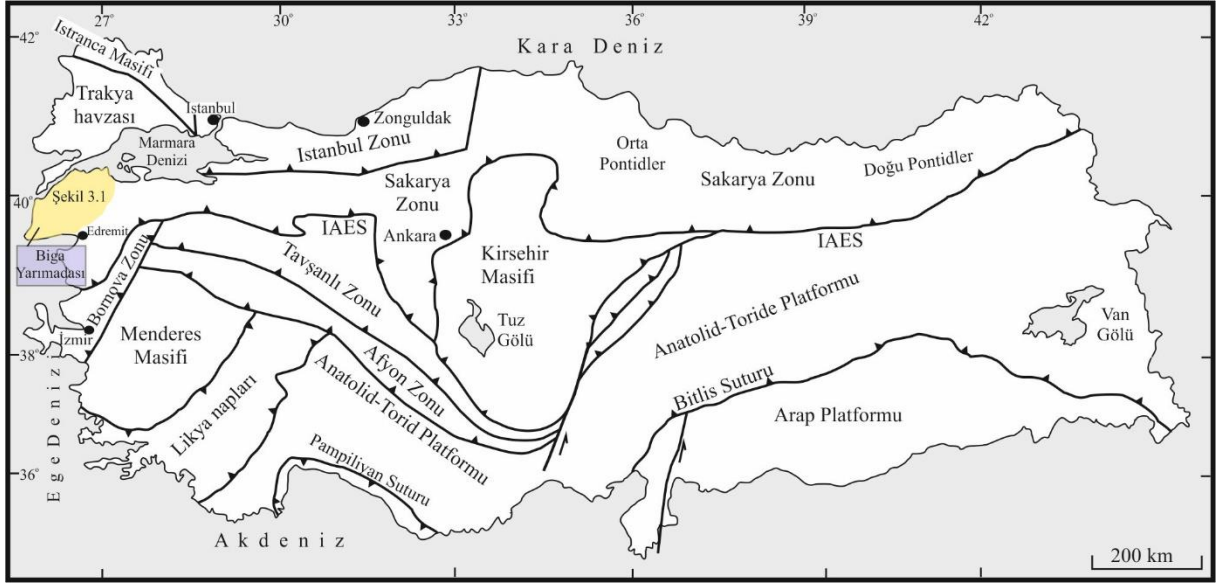 27°
30°
33°
36°
39°
42°
42°
40°
38°
36°
Kara Deniz
Istranca Masifi
Trakya
havzası
Istanbul
Zonguldak
Marmara
Denizi
Istanbul Zonu
Orta
Pontidler
Doğu Pontidler
Sakarya
Zonu
Sakarya Zonu
Şekil 3.1
Edremit
Biga
Yarımadası
IAES
Ankara
IAES
Bornova Zonu
Tavşanlı Zonu
Kirsehir
Masifi
Tuz
Gölü
İzmir
Menderes
Masifi
Afyon Zonu
Anatolid-Toride Platformu
Van
Gölü
Likya napları
Anatolid-Torid Platformu
Bitlis Suturu
Arap Platformu
Pampilivan Suturu
Ege Denizi
Akdeniz
200 km